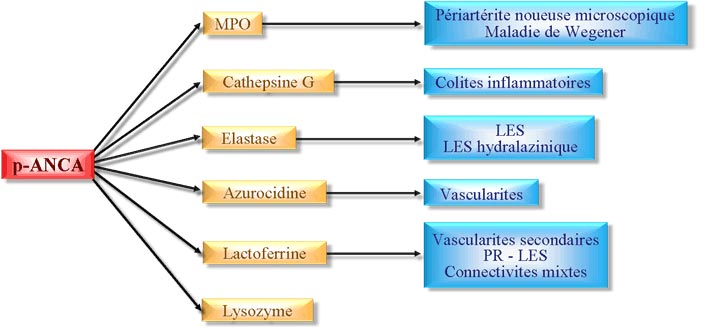 MPO
Périartérite noueuse microscopique
Maladie de Wegener
Cathepsine G
Colites inflammatoires
Elastase
LES
LES hydralazinique
p-ANCA
Azurocidine
Vascularites
Lactoferrine
Vascularites secondaires
PR - LES
Connectivites mixtes
Lysozyme